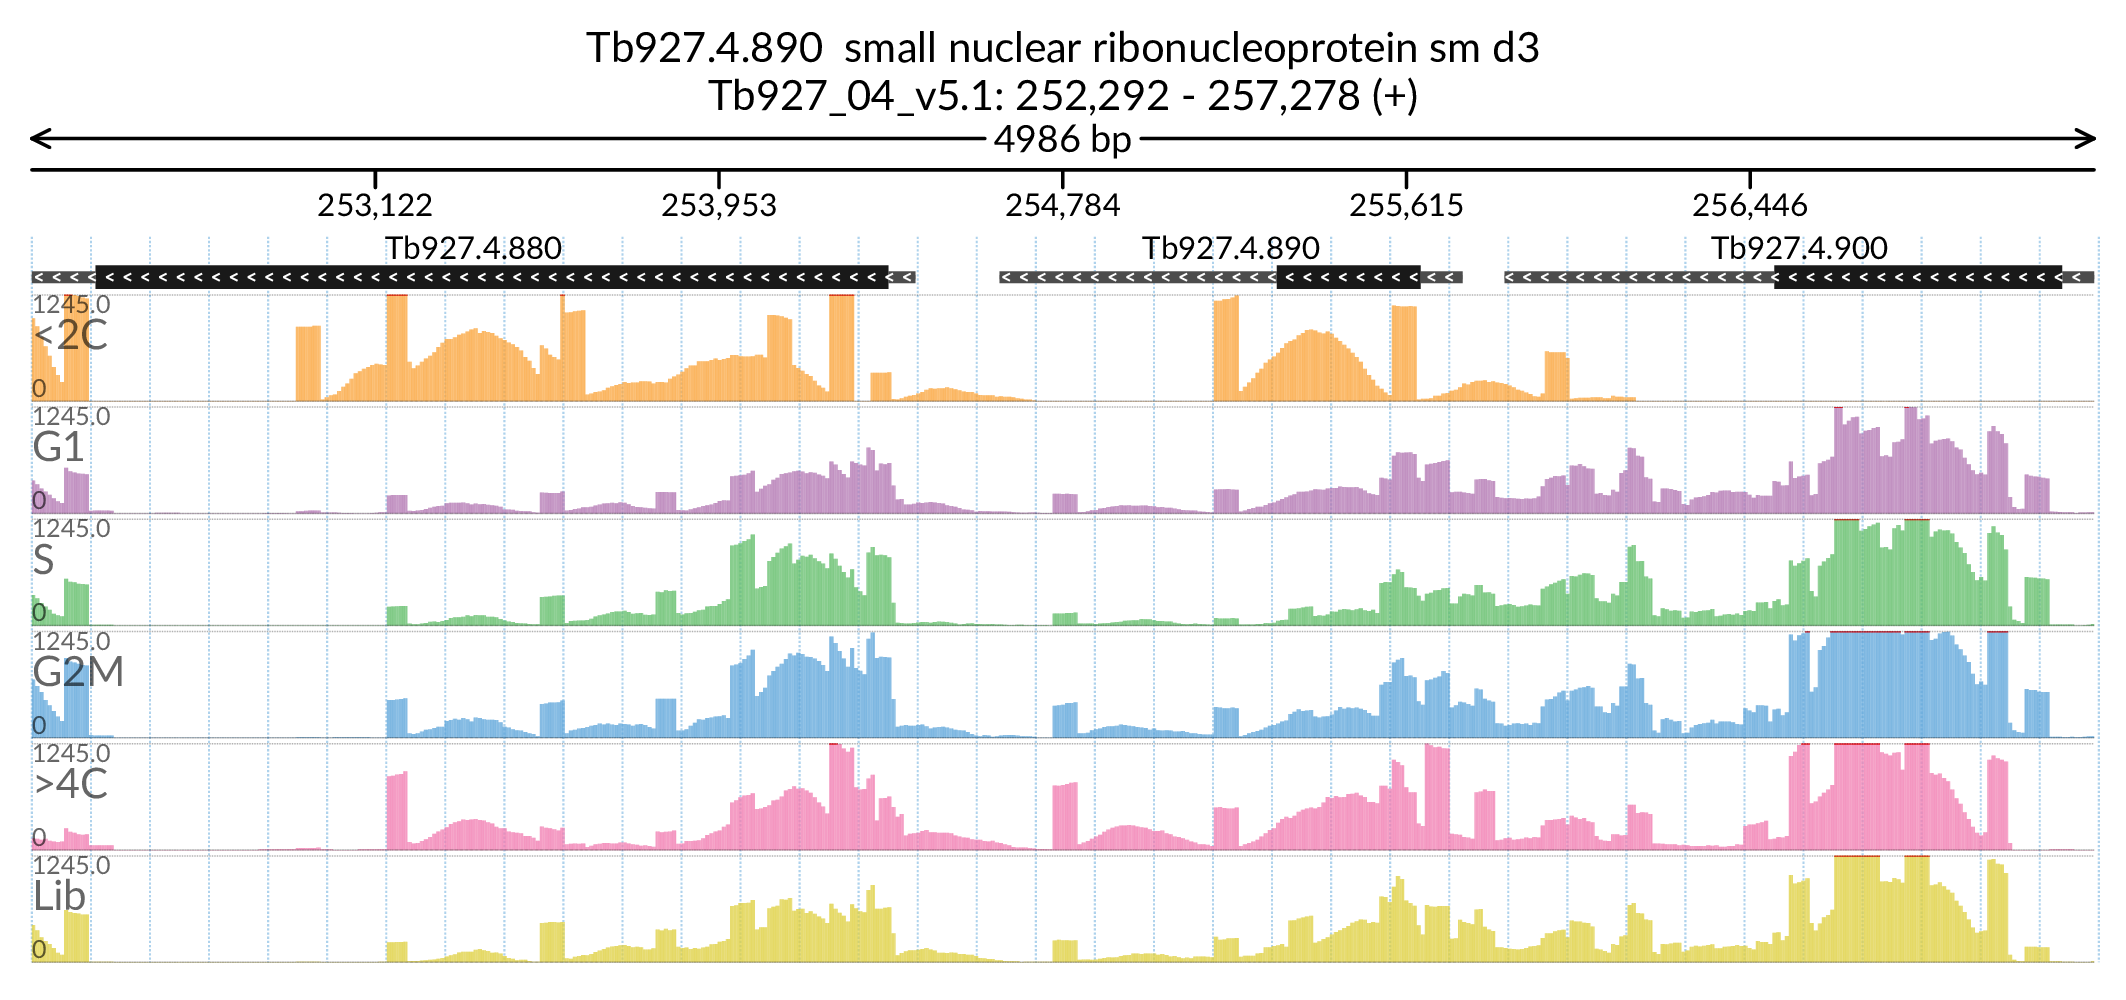 Tb927.4.890  small nuclear ribonucleoprotein sm d3
Tb927_04_v5.1: 252,292 - 257,278 (+)
4986 bp
253,122 253,953 254,784 255,615 256,446
Tb927.4.880 Tb927.4.890 Tb927.4.900
1245.0
<2C
0
1245.0
G1
0
1245.0
S
0
1245.0
G2M
0
1245.0
>4C
0
1245.0
Lib
0